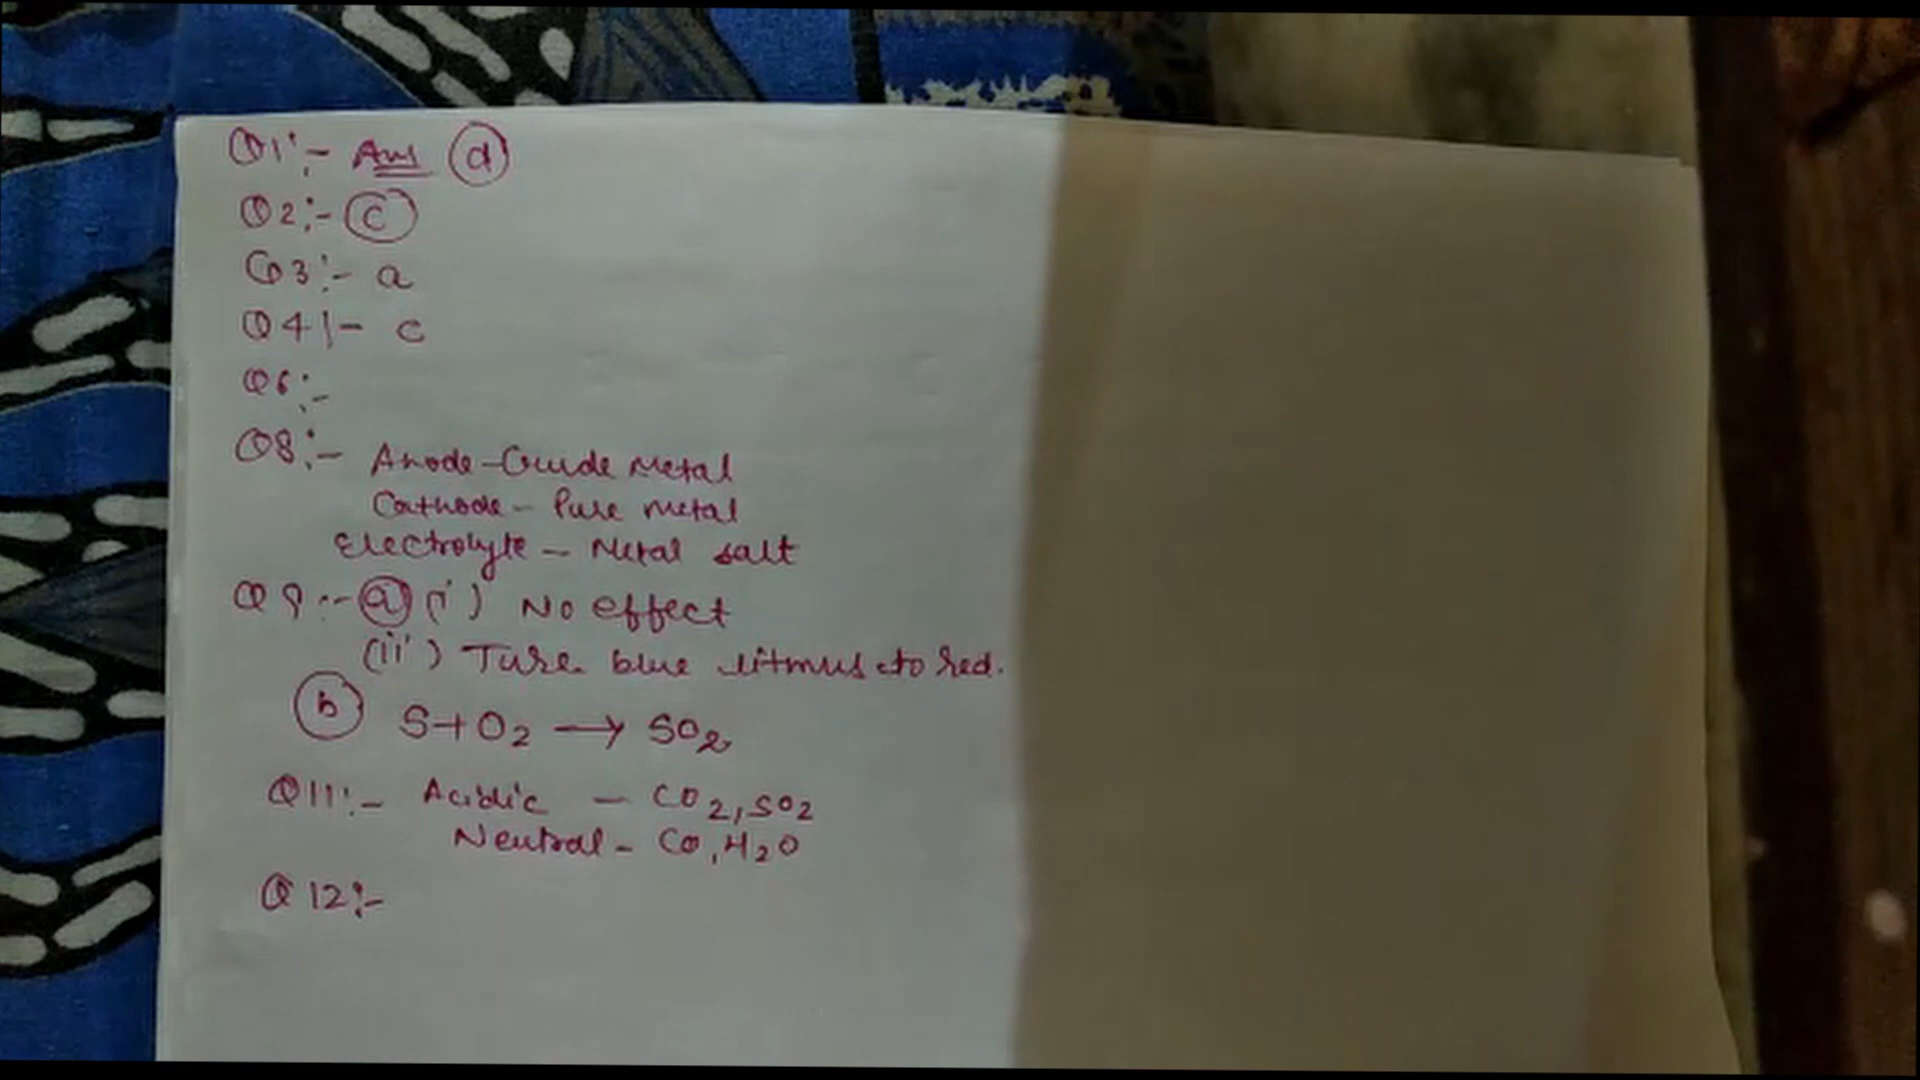 Q1:- Ans (d)
Q2:- (c)
Q3:- a
Q4:- c
Q6:-
Q8:- Anode-Crude Metal
Cathode - Pure metal
Electrolyte - Metal salt
Q9:- (a) (i) No effect
(ii) Ture blue litmus to red.
(b) S+O2 → SO2
Q11:- Acidic - CO2, SO2
Neutral - CO, H2O
Q12:-